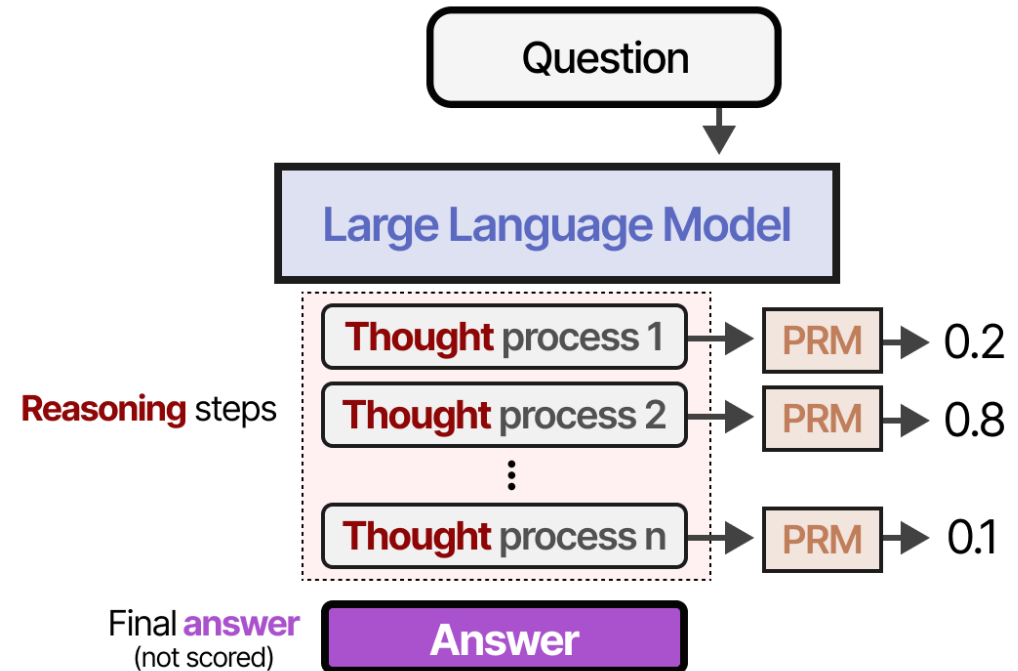 Question
Large Language Model
Thought process 1
PRM
0.2
Reasoning steps
Thought process 2
PRM
0.8
Thought process n
PRM
0.1
Final answer
(not scored)
Answer